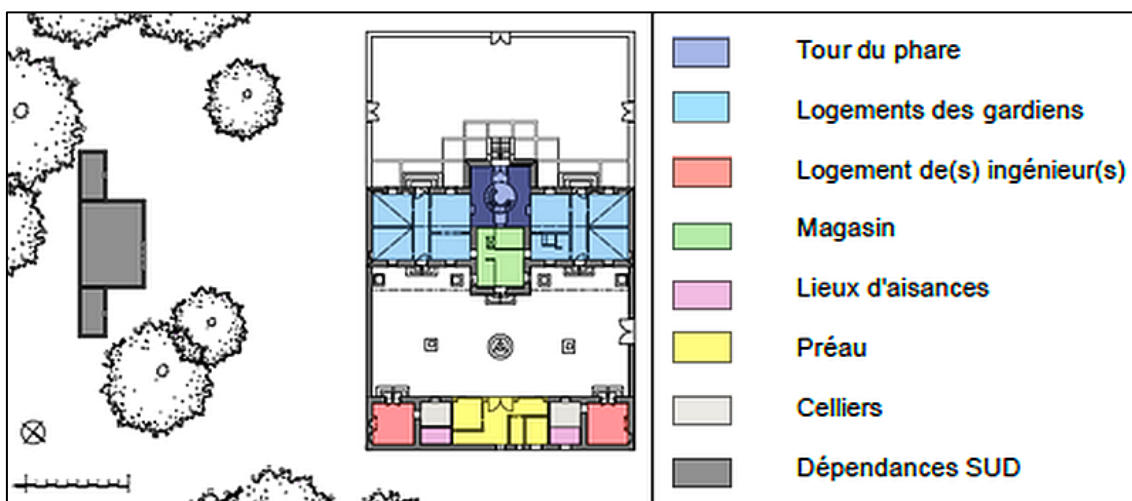 Tour du phare
Logements des gardiens
Logement de(s) ingénieur(s)
Magasin
Lieux d'aisances
Préau
Celliers
Dépendances SUD